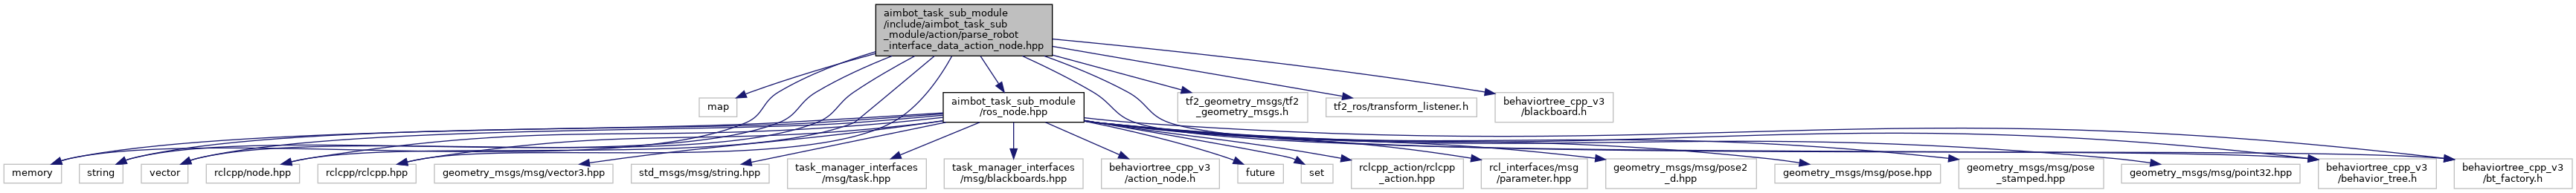 aimbot_task_sub_module
/include/aimbot_task_sub
_module/action/parse_robot
_interface_data_action_node.hpp
map
aimbot_task_sub_module
/ros_node.hpp
tf2_geometry_msgs/tf2
_geometry_msgs.h
tf2_ros/transform_listener.h
behaviortree_cpp_v3
/blackboard.h
memory
string
vector
rclcpp/node.hpp
rclcpp/rclcpp.hpp
geometry_msgs/msg/vector3.hpp
std_msgs/msg/string.hpp
task_manager_interfaces
/msg/task.hpp
task_manager_interfaces
/msg/blackboards.hpp
behaviortree_cpp_v3
/action_node.h
future
set
rclcpp_action/rclcpp
_action.hpp
rcl_interfaces/msg
/parameter.hpp
geometry_msgs/msg/pose2
_d.hpp
geometry_msgs/msg/pose.hpp
geometry_msgs/msg/pose
_stamped.hpp
geometry_msgs/msg/point32.hpp
behaviortree_cpp_v3
/behavior_tree.h
behaviortree_cpp_v3
/bt_factory.h